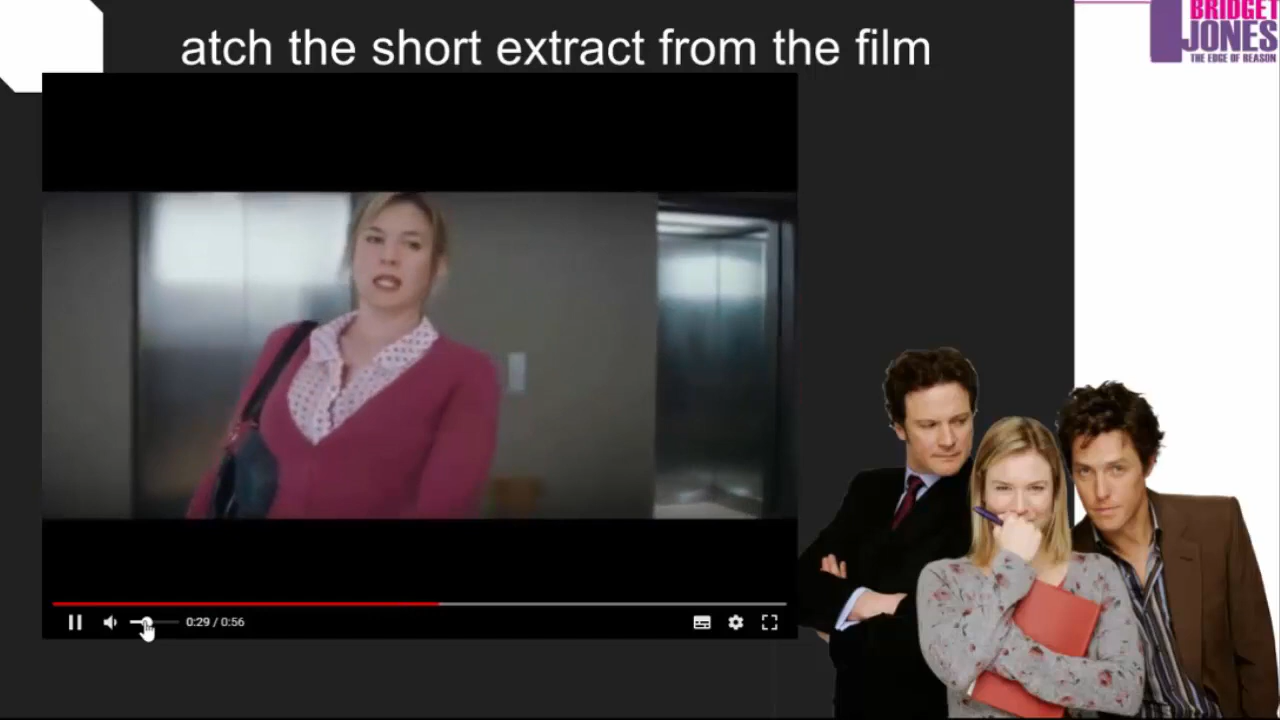 atch the short extract from the film
BRIDGET
JONES
THE EDGE OF REASON
0:29 / 0:56